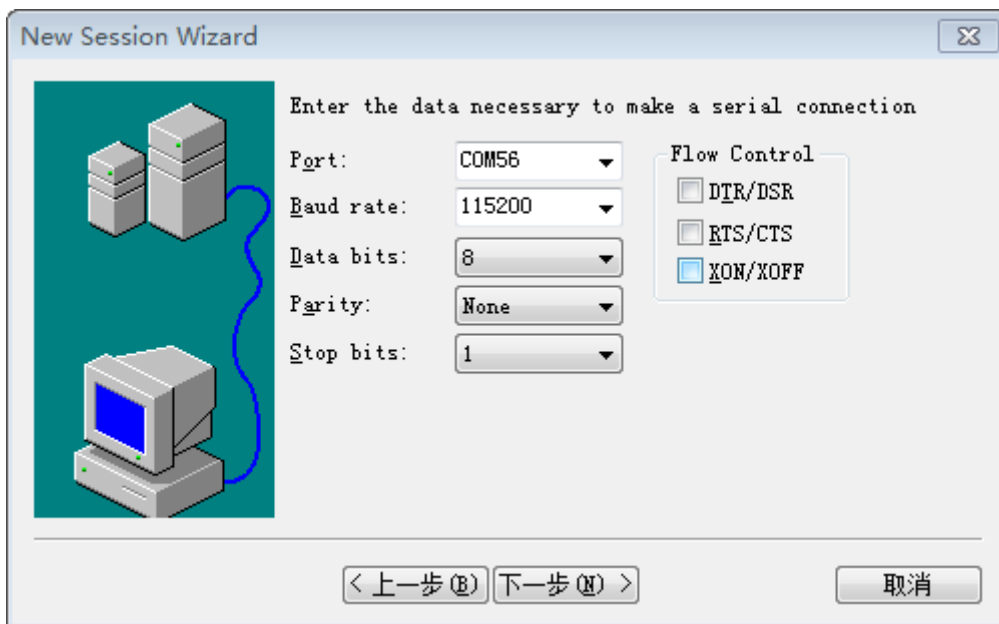 New Session Wizard
Enter the data necessary to make a serial connection
Port: COM56
Baud rate: 115200
Data bits: 8
Parity: None
Stop bits: 1
Flow Control
DTR/DSR
RTS/CTS
XON/XOFF
< 上一步(B) 下一步(N) > 取消